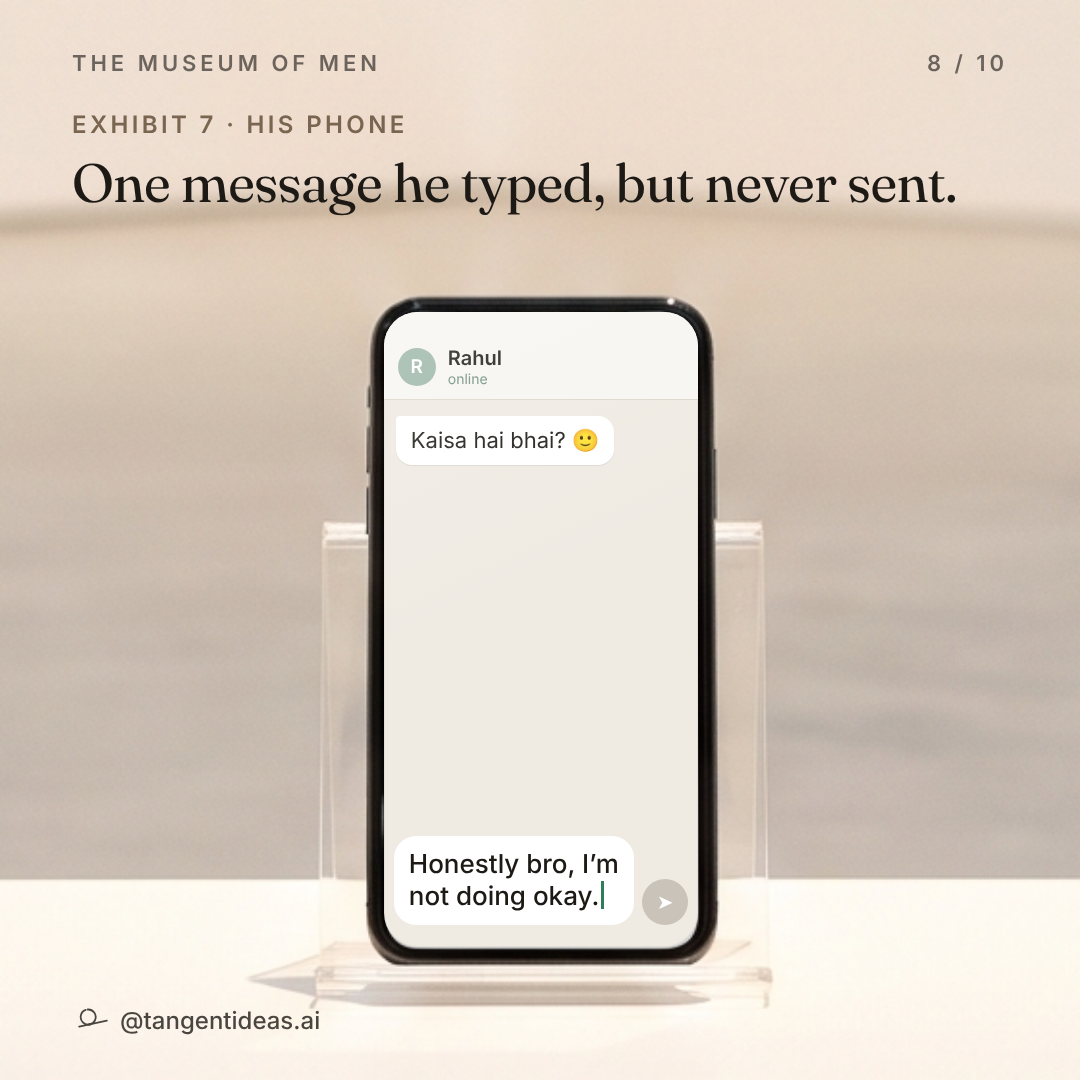 THE MUSEUM OF MEN
8 / 10
EXHIBIT 7 · HIS PHONE
One message he typed, but never sent.
R
Rahul
online
Kaisa hai bhai? 🙂
Honestly bro, I’m
not doing okay.
@tangentideas.ai